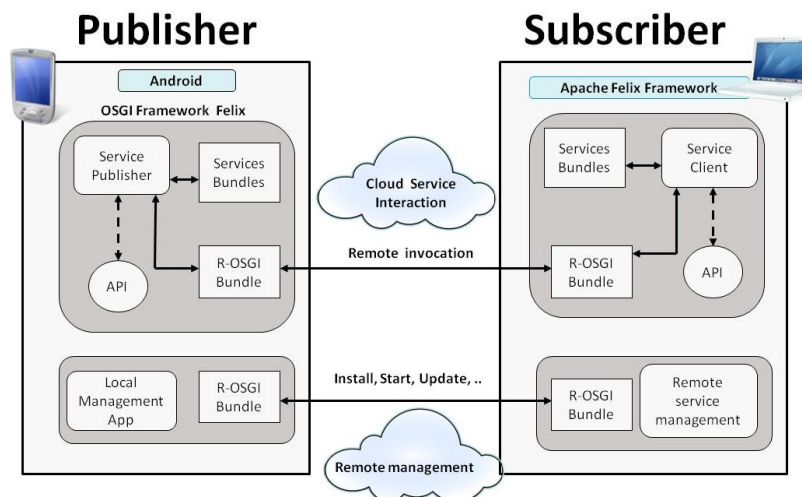 Publisher
Subscriber
Android
OSGI Framework Felix
Service
Publisher
Services
Bundles
API
R-OSGI
Bundle
Cloud Service
Interaction
Remote invocation
Apache Felix Framework
Services
Bundles
Service
Client
R-OSGI
Bundle
API
Local
Management
App
R-OSGI
Bundle
Install, Start, Update, ..
Remote management
R-OSGI
Bundle
Remote
service
management